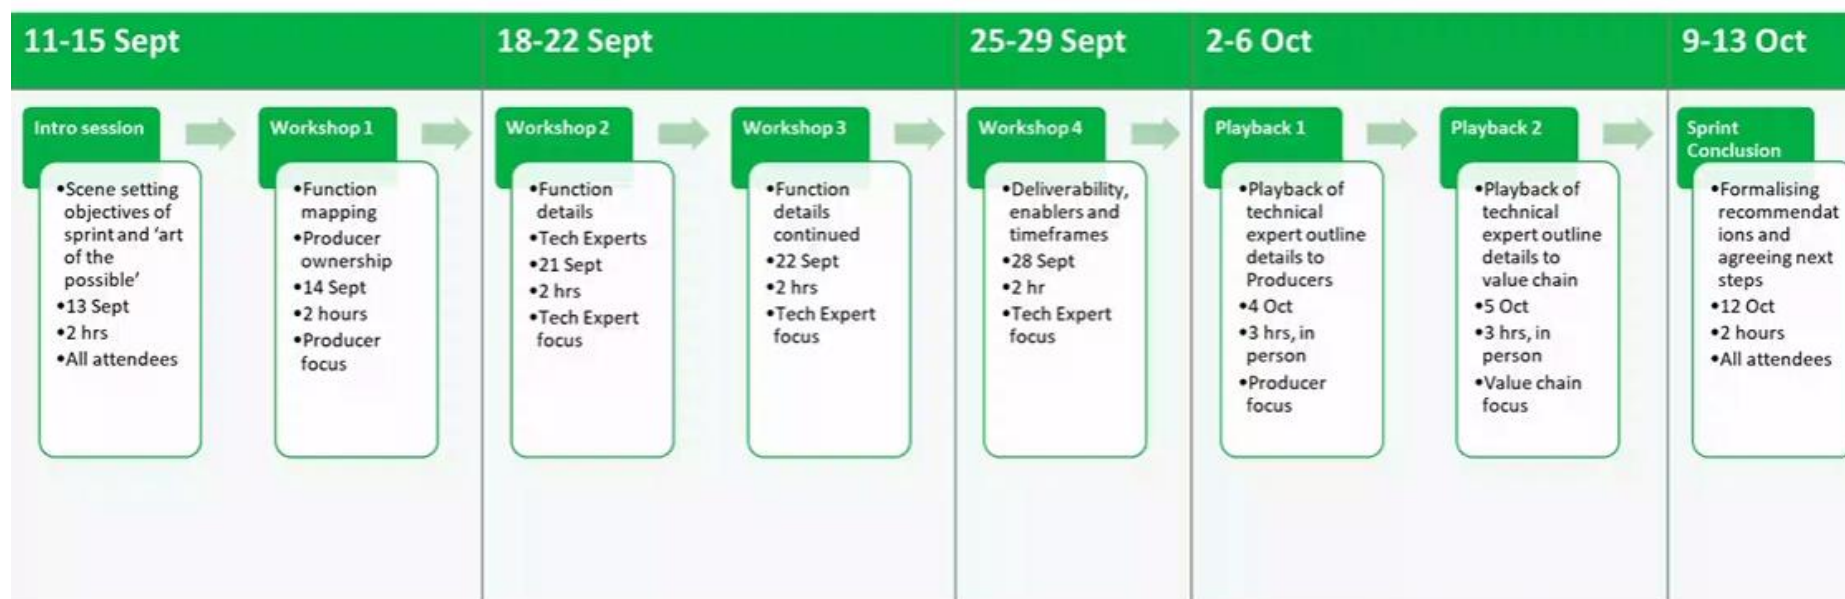 11-15 Sept
18-22 Sept
25-29 Sept
2-6 Oct
9-13 Oct
Intro session
•Scene setting
objectives of
sprint and ‘art
of the
possible’
•13 Sept
•2 hrs
•All attendees
Workshop 1
•Function
mapping
•Producer
ownership
•14 Sept
•2 hours
•Producer
focus
Workshop 2
•Function
details
•Tech Experts
•21 Sept
•2 hrs
•Tech Expert
focus
Workshop 3
•Function
details
continued
•22 Sept
•2 hrs
•Tech Expert
focus
Workshop 4
•Deliverability,
enablers and
timeframes
•28 Sept
•2 hr
•Tech Expert
focus
Playback 1
•Playback of
technical
expert outline
details to
Producers
•4 Oct
•3 hrs, in
person
•Producer
focus
Playback 2
•Playback of
technical
expert outline
details to
value chain
•5 Oct
•3 hrs, in
person
•Value chain
focus
Sprint
Conclusion
•Formalising
recommendat
ions and
agreeing next
steps
•12 Oct
•2 hours
•All attendees